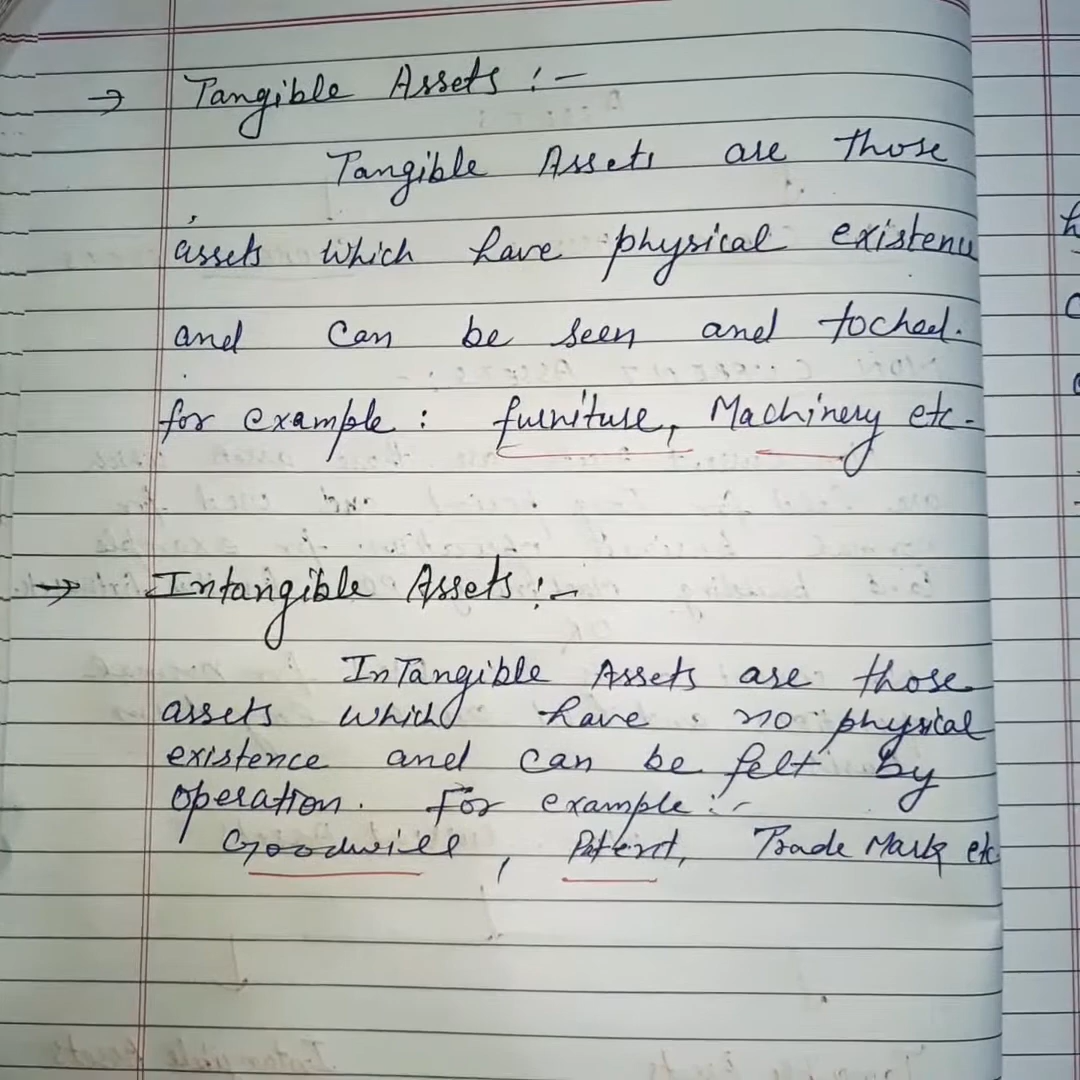 → Tangible Assets :-
Tangible Assets are those
assets which have physical existence
and can be seen and toched.
for example : furniture, Machinery etc-
→ Intangible Assets :-
InTangible Assets are those
assets which have no physical
existence and can be felt by
operation. For example :-
Goodwill, Patent, Trade Mark etc